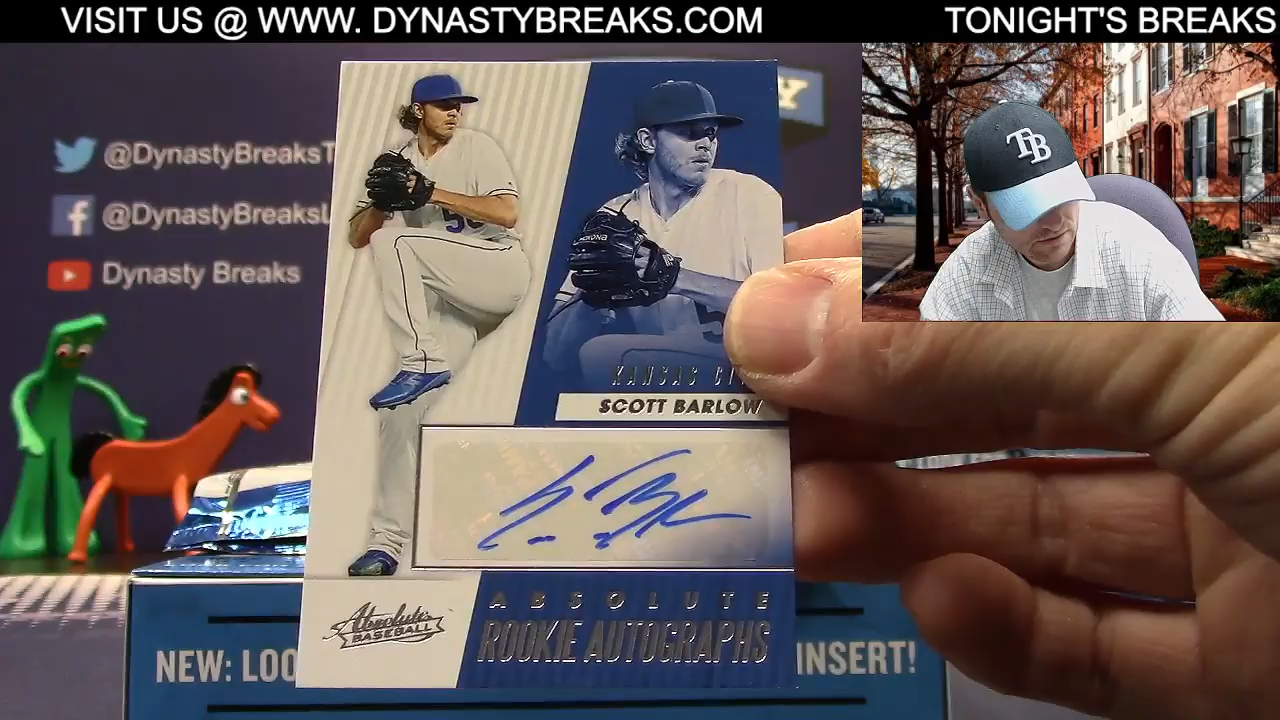 VISIT US @ WWW. DYNASTYBREAKS.COM
TONIGHT'S BREAKS
@DynastyBreaksT
@DynastyBreaksU
Dynasty Breaks
Y
TB
KANSAS CI
SCOTT BARLOW
Absolute
BASEBALL
ABSOLUTE
ROOKIE AUTOGRAPHS
NEW: LOO
INSERT!